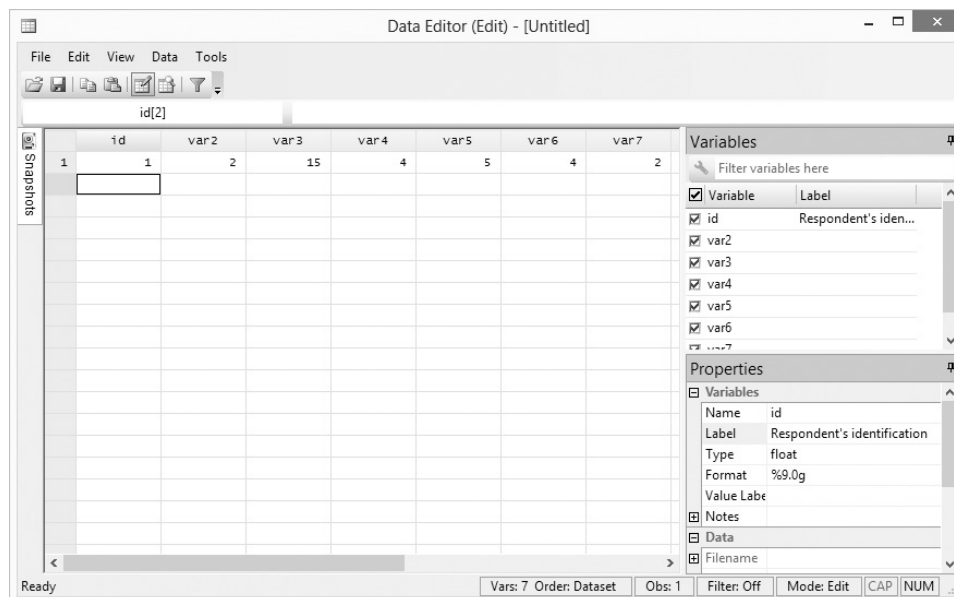 Data Editor (Edit) - [Untitled]
File Edit View Data Tools
id[2]
Snapshots
id var2 var3 var4 var5 var6 var7
1 1 2 15 4 5 4 2
Variables
Filter variables here
Variable Label
id Respondent's iden...
var2
var3
var4
var5
var6
var7
Properties
Variables
Name id
Label Respondent's identification
Type float
Format %9.0g
Value Labe
Notes
Data
Filename
Ready Vars: 7 Order: Dataset Obs: 1 Filter: Off Mode: Edit CAP NUM